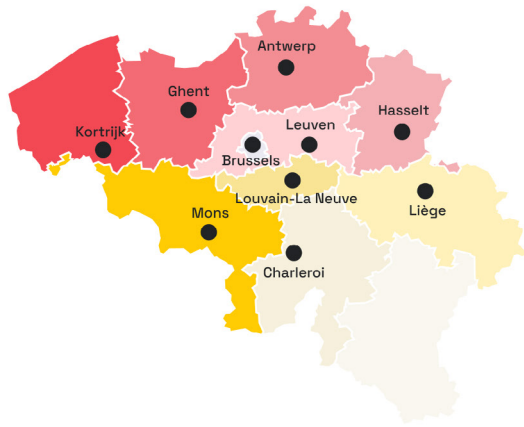 Antwerp
Ghent
Hasselt
Leuven
Kortrijk
Brussels
Louvain-La Neuve
Liège
Mons
Charleroi